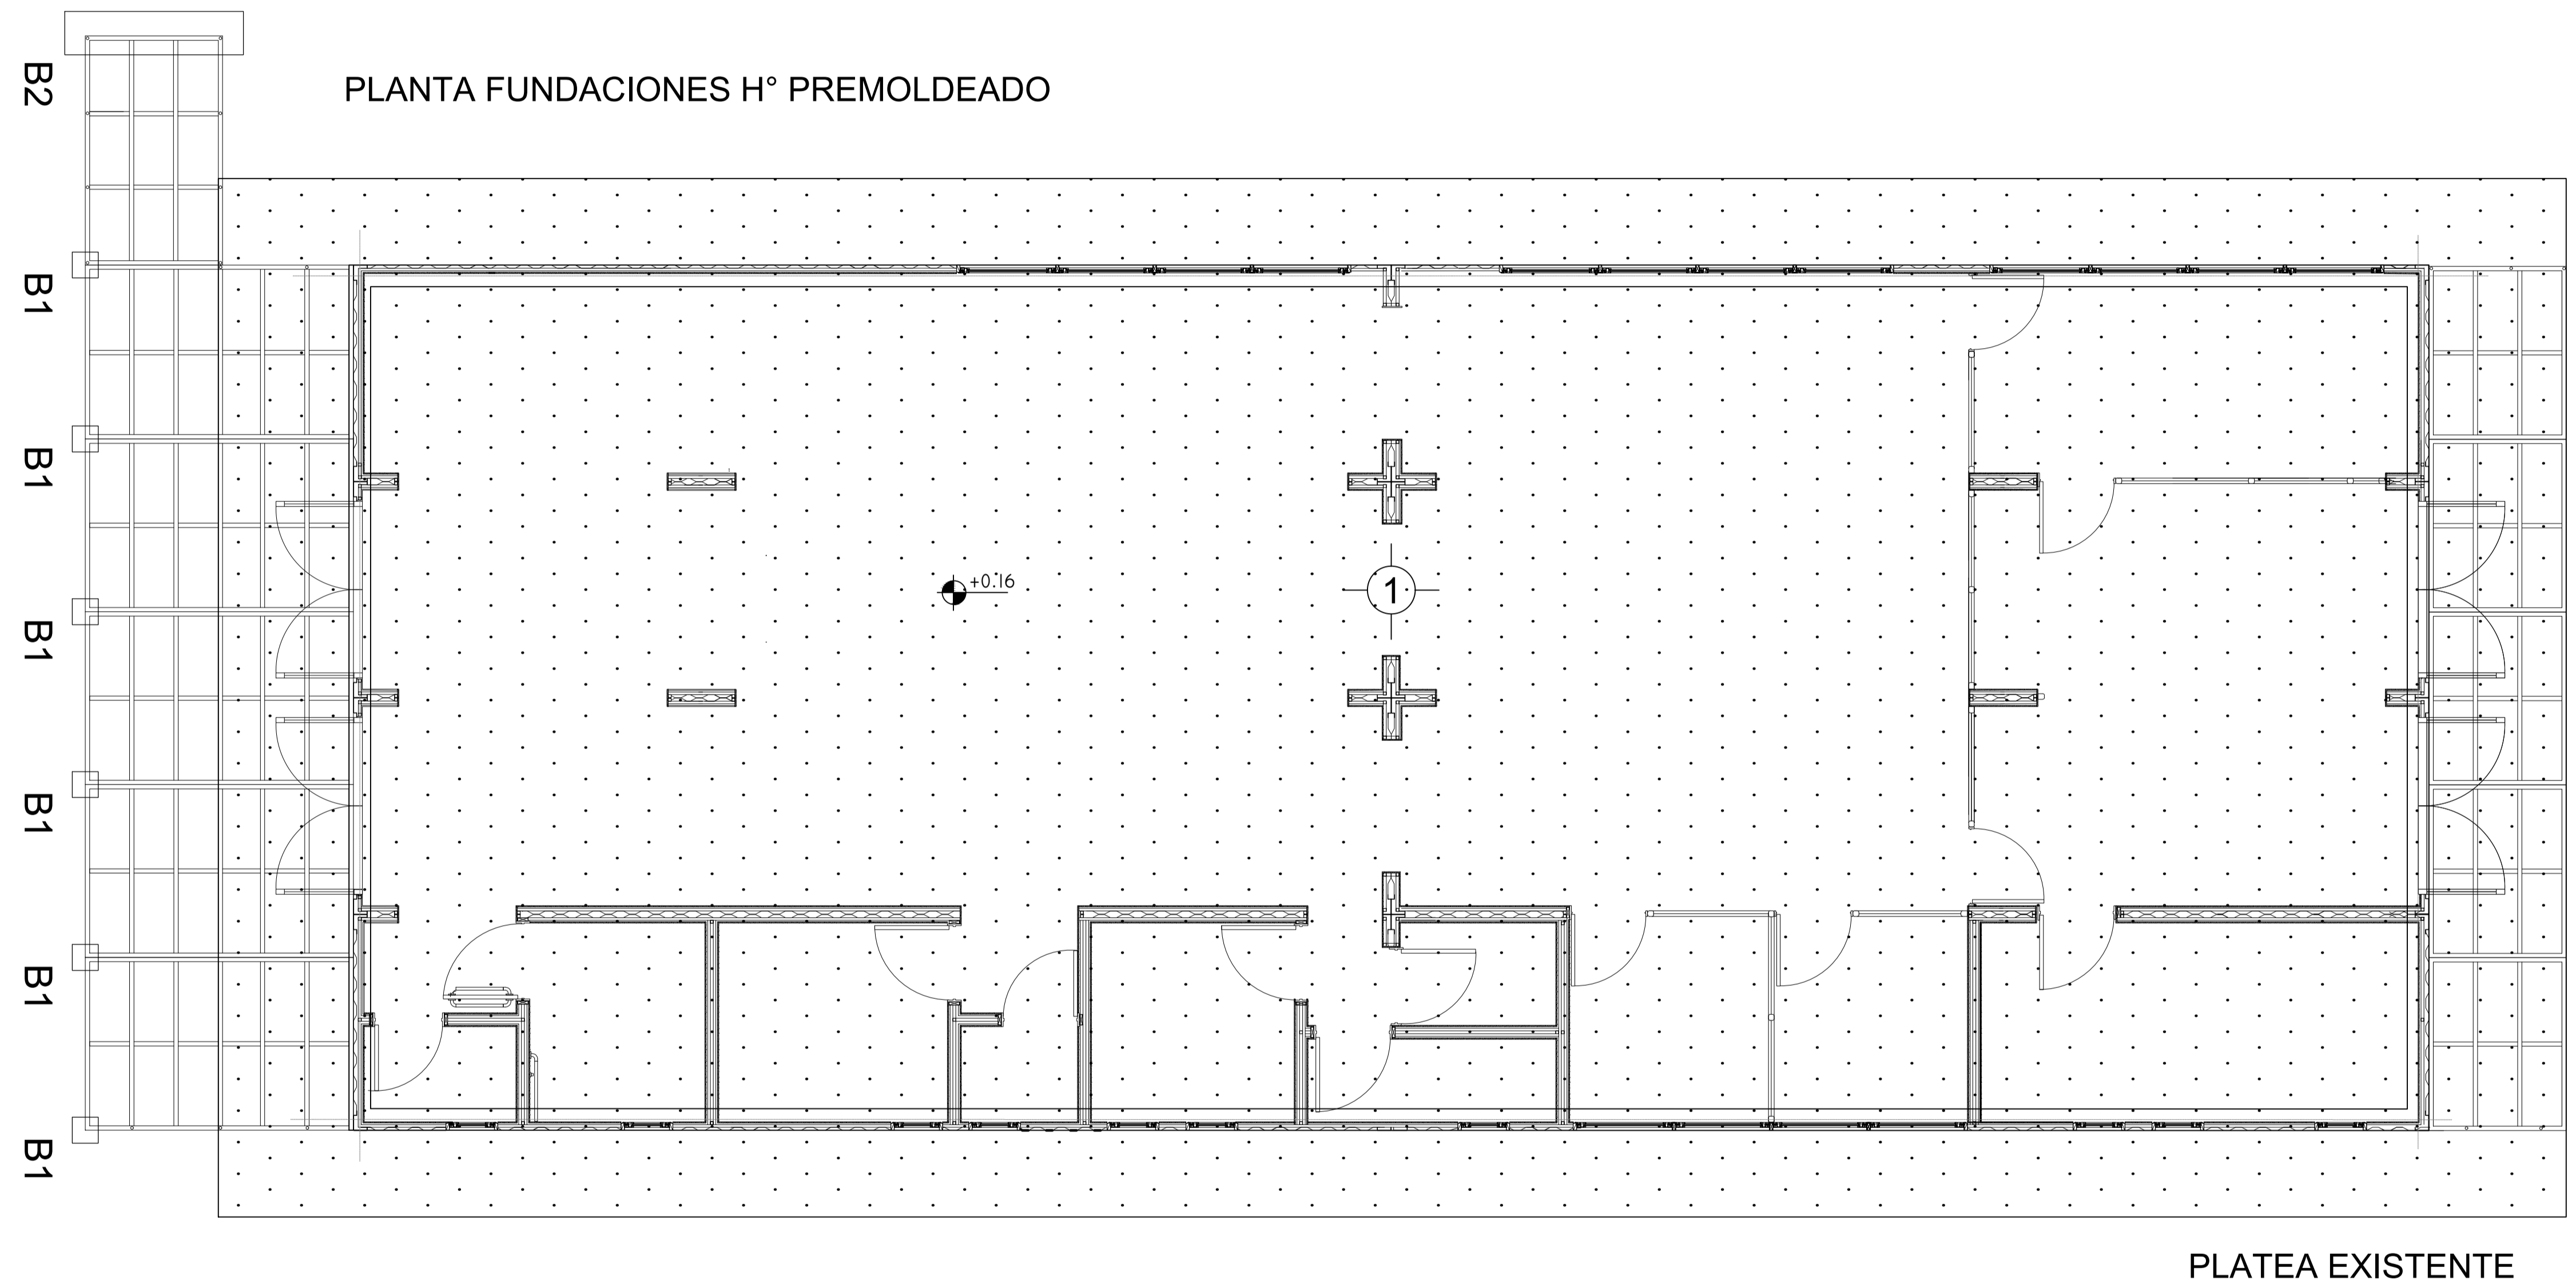 B2
PLANTA FUNDACIONES H° PREMOLDEADO
B1
B1
+0.16
1
B1
B1
B1
B1
PLATEA EXISTENTE